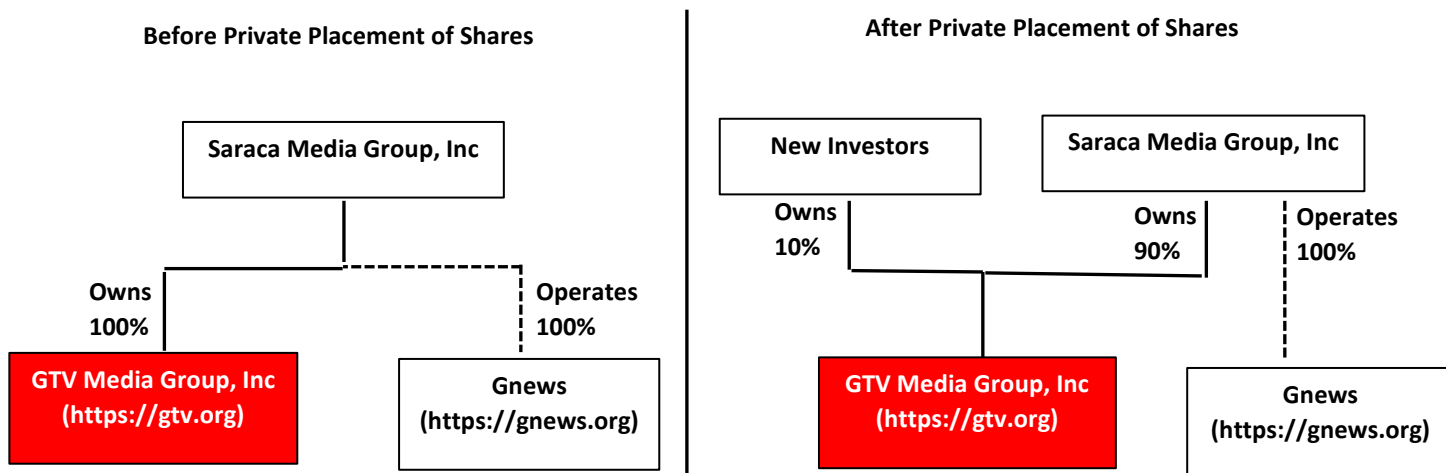 Before Private Placement of Shares
Saraca Media Group, Inc
Owns
100%
Operates
100%
GTV Media Group, Inc
(https://gtv.org)
Gnews
(https://gnews.org)
After Private Placement of Shares
New Investors
Saraca Media Group, Inc
Owns
10%
Owns
90%
Operates
100%
GTV Media Group, Inc
(https://gtv.org)
Gnews
(https://gnews.org)